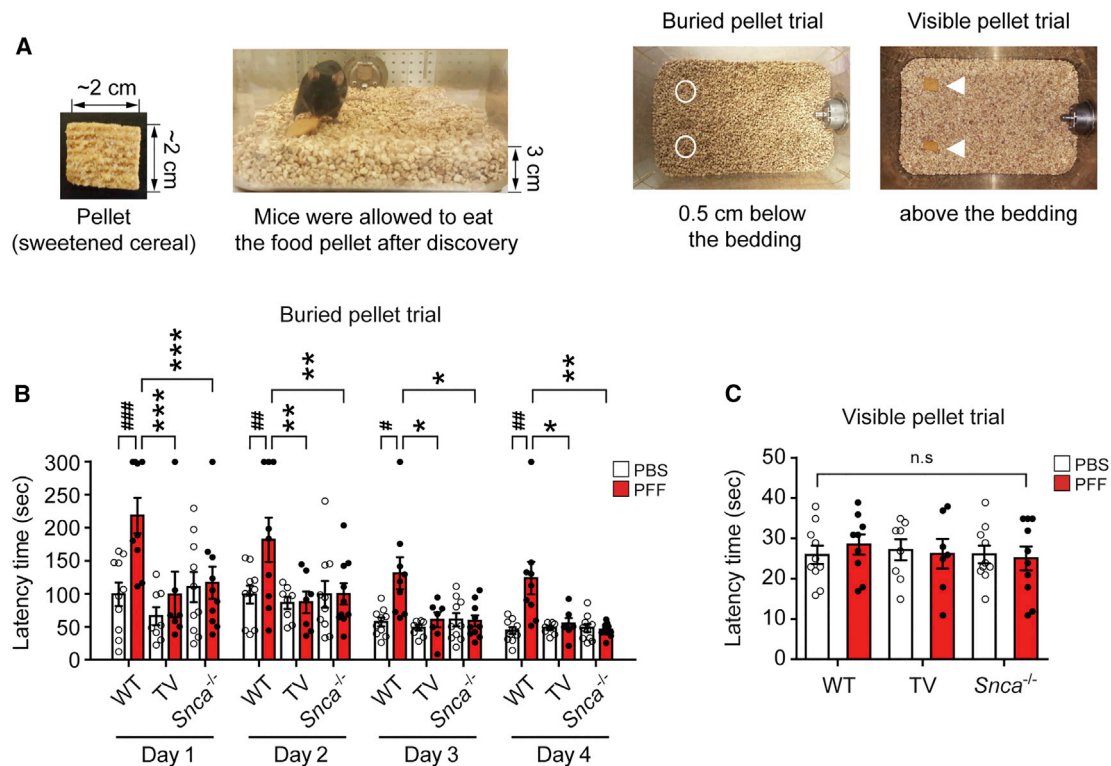 A
~2 cm
~2 cm
Pellet
(sweetened cereal)
3 cm
Mice were allowed to eat
the food pellet after discovery
Buried pellet trial
0.5 cm below
the bedding
Visible pellet trial
above the bedding
B
Buried pellet trial
###
***
***
##
**
**
#
*
*
##
*
**
Latency time (sec)
300
250
200
150
100
50
0
PBS
PFF
WT TV Snca-/- WT TV Snca-/- WT TV Snca-/- WT TV Snca-/-
Day 1 Day 2 Day 3 Day 4
C
Visible pellet trial
n.s
PBS
PFF
Latency time (sec)
50
40
30
20
10
0
WT TV Snca-/-